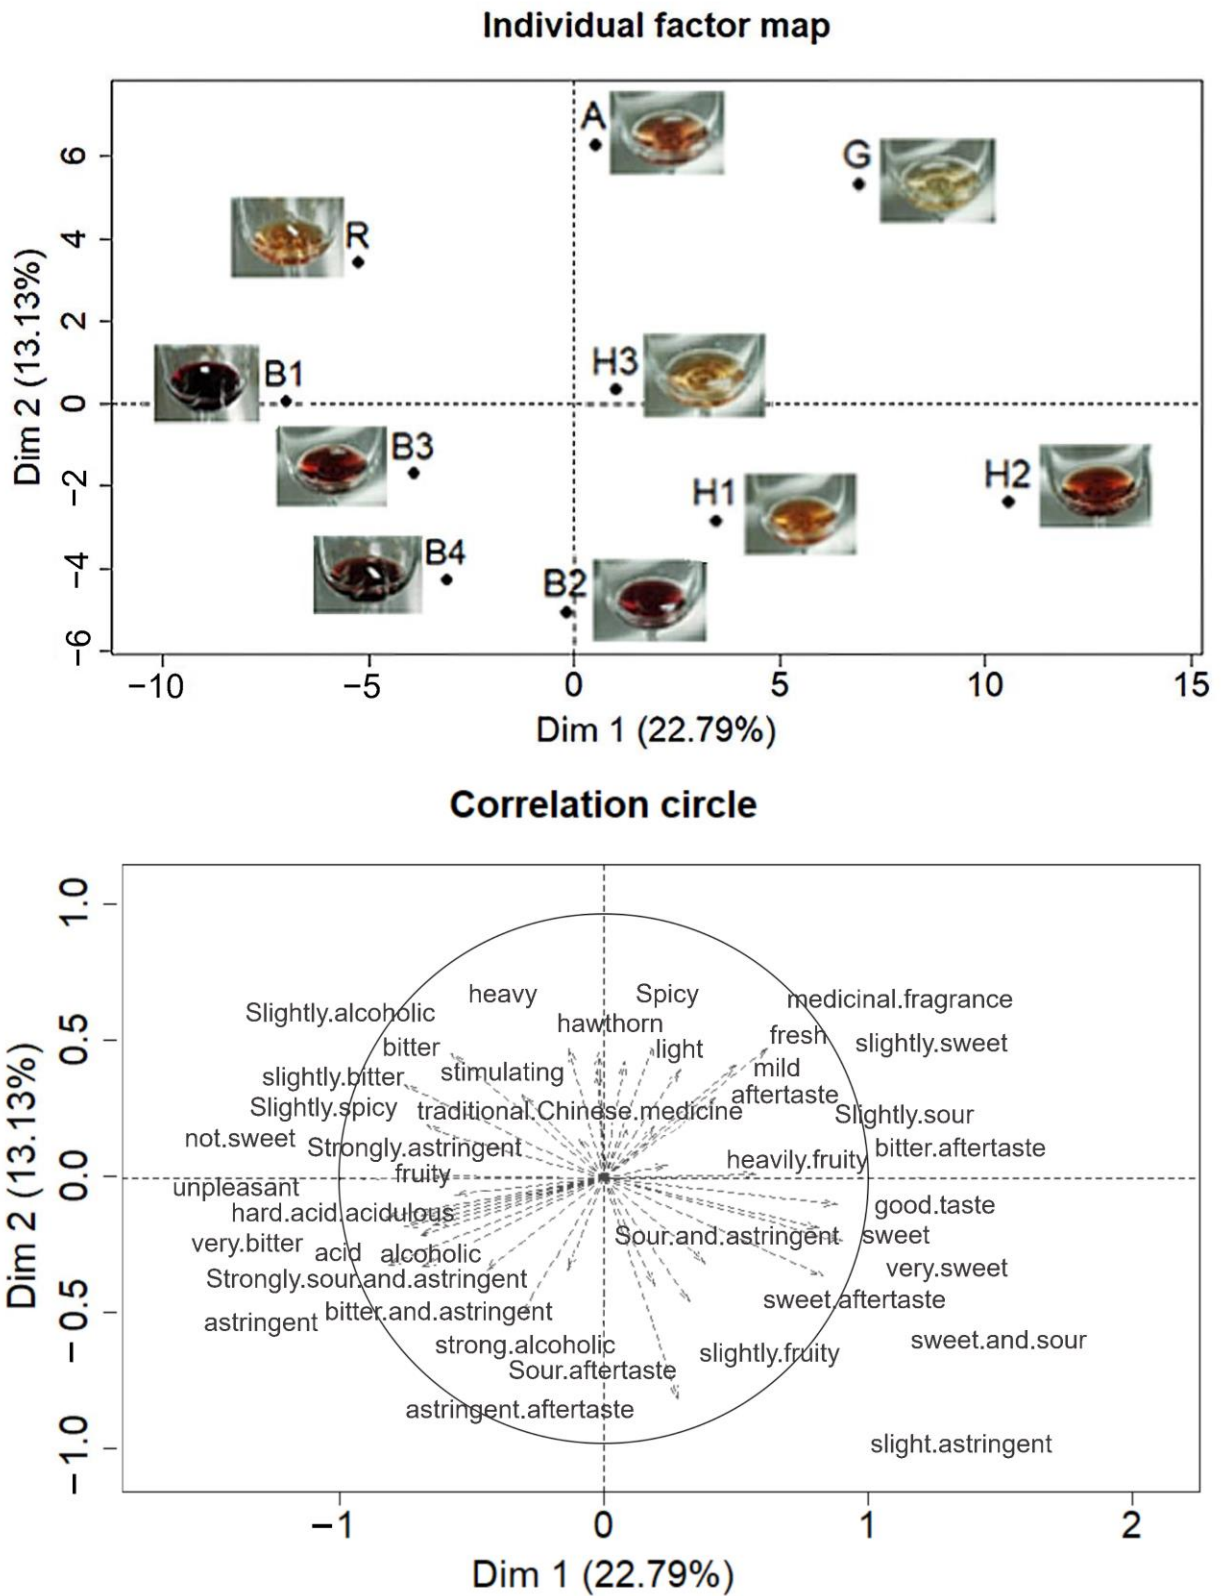 Individual factor map
A
G
6
R
4
2
H3
B1
0
B3
H2
−2
H1
B4
−4
B2
−6
Dim 2 (13.13%)
−10
−5
0
5
10
15
Dim 1 (22.79%)
Correlation circle
1.0
heavy
Spicy
medicinal.fragrance
Slightly.alcoholic
hawthorn
fresh
slightly.sweet
0.5
bitter
light
mild
slightly.bitter
stimulating
aftertaste
Slightly.spicy
traditional.Chinese.medicine
Slightly.sour
not.sweet
Strongly.astringent
bitter.aftertaste
fruity
heavily.fruity
0.0
unpleasant
good.taste
hard.acid.acidulous
Sour.and.astringent
sweet
very.bitter
acid
alcoholic
very.sweet
Strongly.sour.and.astringent
sweet.aftertaste
−0.5
astringent
bitter.and.astringent
strong.alcoholic
slightly.fruity
sweet.and.sour
Sour.aftertaste
astringent.aftertaste
slight.astringent
−1.0
Dim 2 (13.13%)
−1
0
1
2
Dim 1 (22.79%)